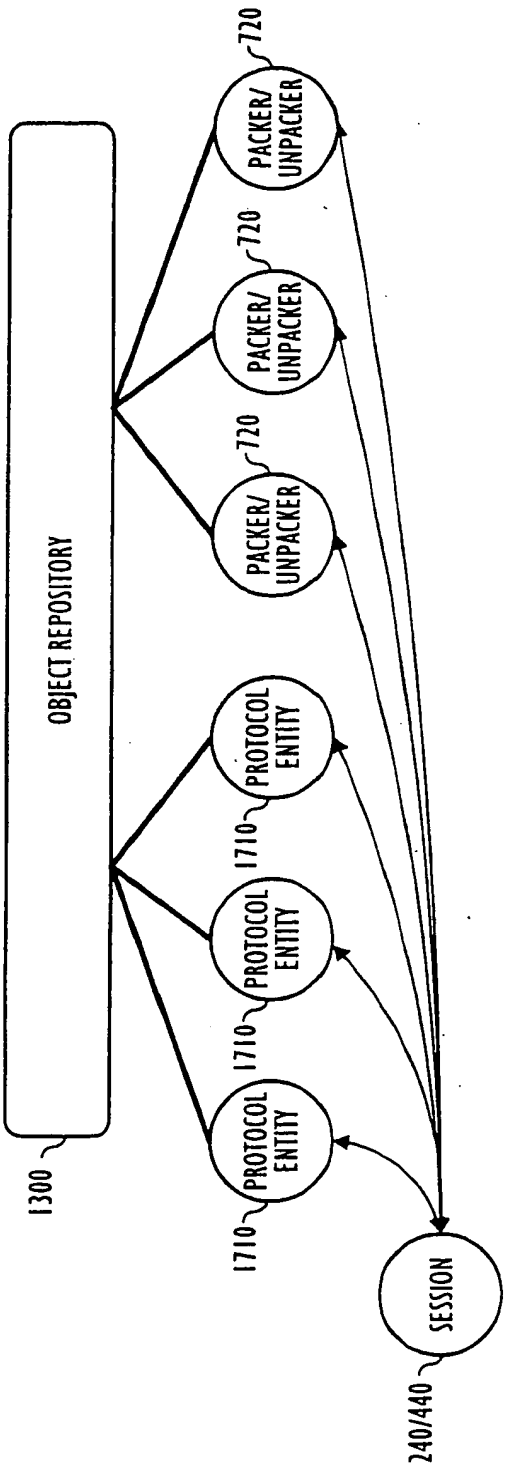 OBJECT REPOSITORY
1300
PROTOCOL
ENTITY
1710
PROTOCOL
ENTITY
1710
PROTOCOL
ENTITY
1710
PACKER/
UNPACKER
720
PACKER/
UNPACKER
720
PACKER/
UNPACKER
720
SESSION
240/440